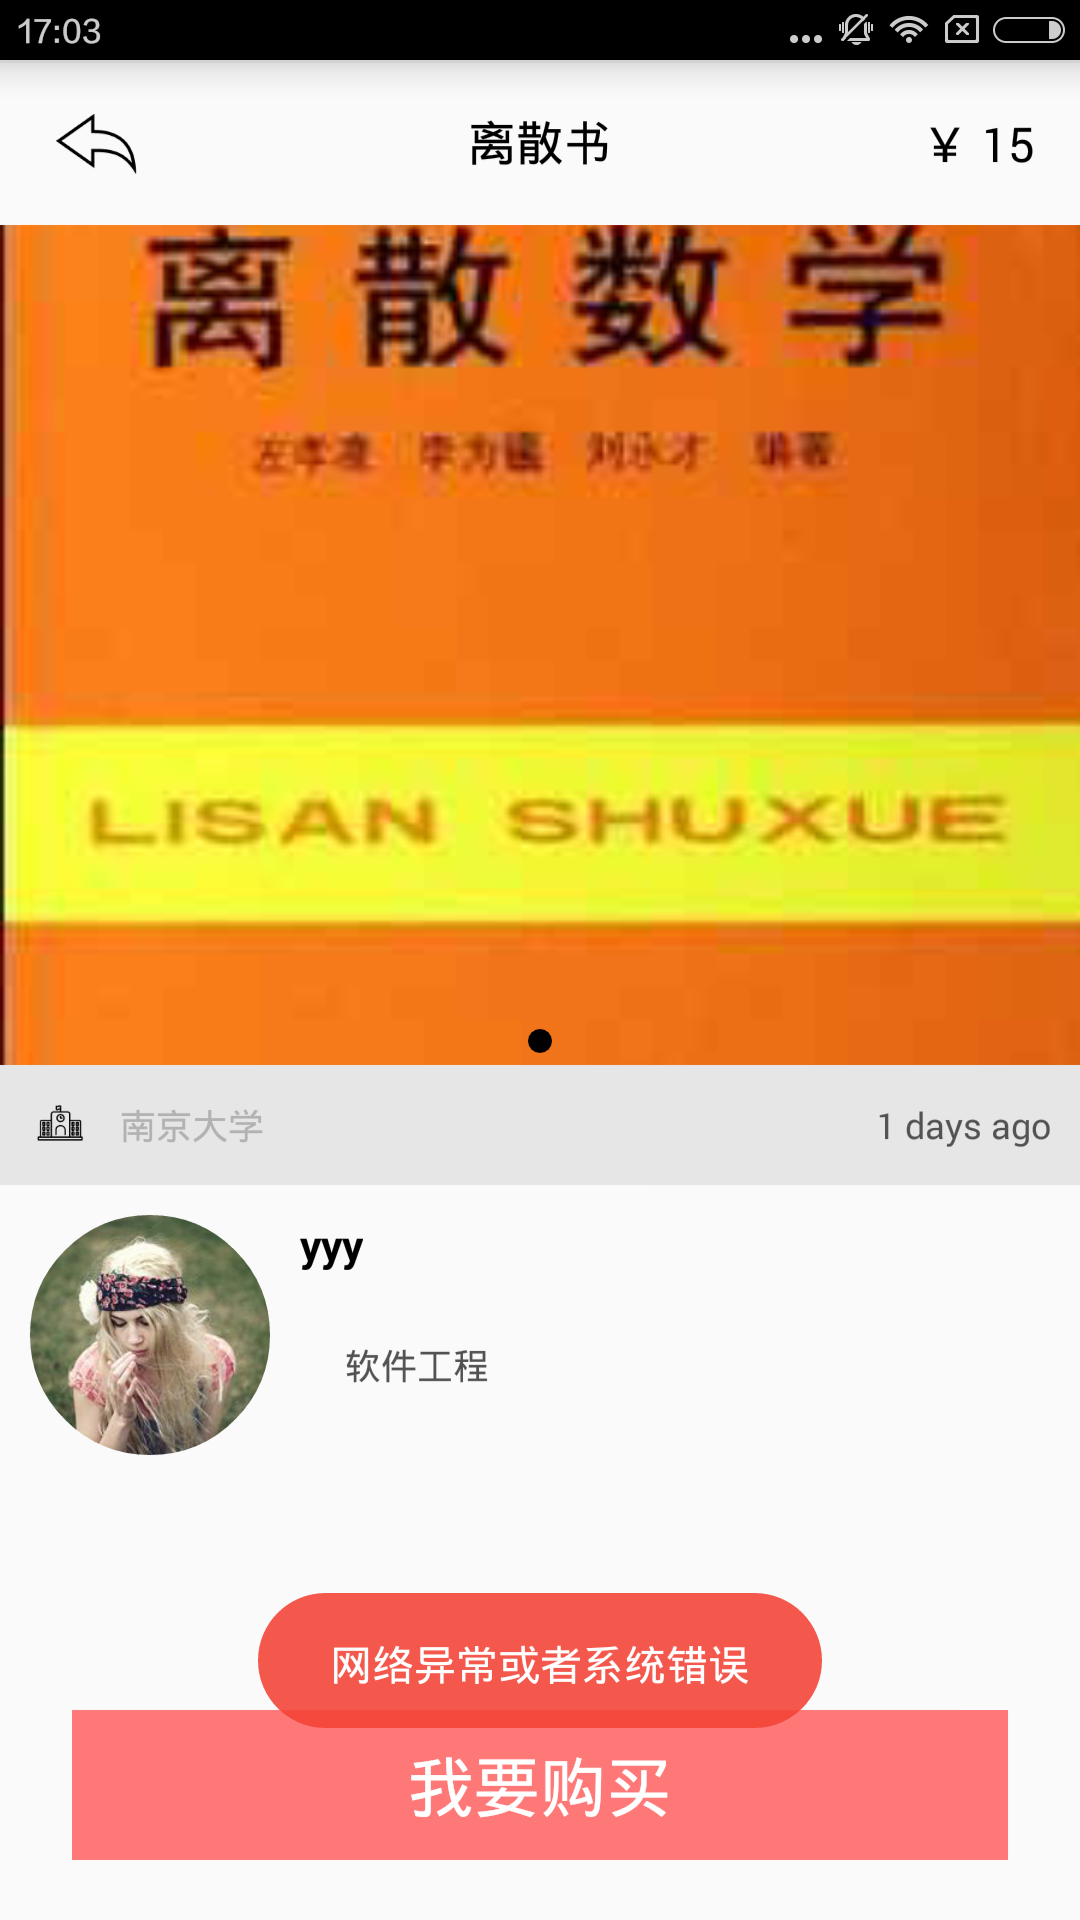 17:03
离散书
¥ 15
离散数学
左孝凌 李为鑑 刘永才 编著
LISAN SHUXUE
南京大学
1 days ago
yyy
软件工程
网络异常或者系统错误
我要购买